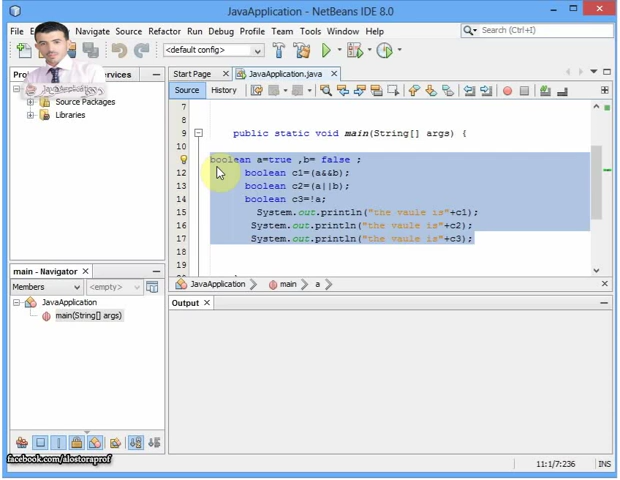 JavaApplication - NetBeans IDE 8.0
File
Navigate Source Refactor Run Debug Profile Team Tools Window Help
Search (Ctrl+I)
<default config>
Services
Start Page
JavaApplication.java
JavaApplication
Source Packages
Libraries
Source History
7
8
9 public static void main(String[] args) {
10
boolean a=true ,b= false ;
12 boolean c1=(a&&b);
13 boolean c2=(a||b);
14 boolean c3=!a;
15 System.out.println("the vaule is"+c1);
16 System.out.println("the vaule is"+c2);
17 System.out.println("the vaule is"+c3);
18
19
main - Navigator
Members <empty>
JavaApplication
main(String[] args)
JavaApplication main a
Output
facebook.com/alostoraprof
11:1/7:236 INS